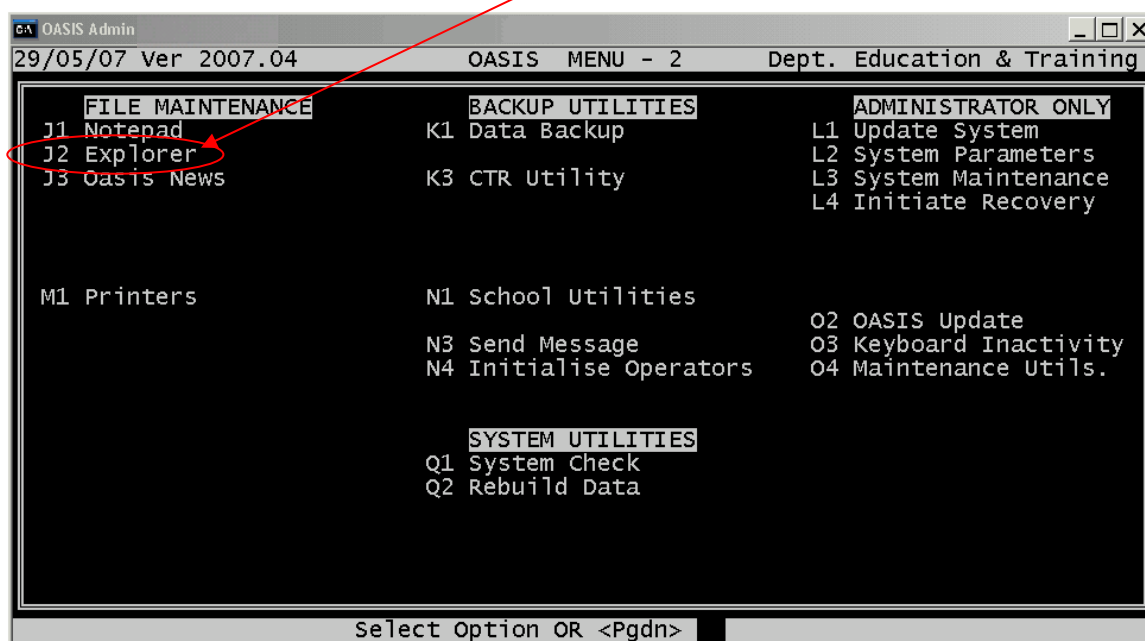 OASIS Admin
29/05/07 Ver 2007.04 OASIS MENU - 2 Dept. Education & Training
FILE MAINTENANCE BACKUP UTILITIES ADMINISTRATOR ONLY
J1 Notepad K1 Data Backup L1 Update System
J2 Explorer L2 System Parameters
J3 Oasis News K3 CTR Utility L3 System Maintenance
L4 Initiate Recovery
M1 Printers N1 School Utilities
O2 OASIS Update
N3 Send Message O3 Keyboard Inactivity
N4 Initialise Operators O4 Maintenance Utils.
SYSTEM UTILITIES
Q1 System Check
Q2 Rebuild Data
Select Option OR <Pgdn>